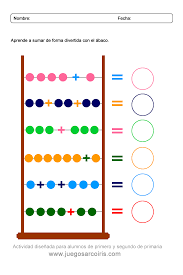 Nombre: Fecha:
Aprende a sumar de forma divertida con el abaco.
+ =
+ + =
+ =
+ =
+ + =
+ =
Actividad diseñada para alumnos de primero y segundo de primaria
www.juegosarcoiris.com